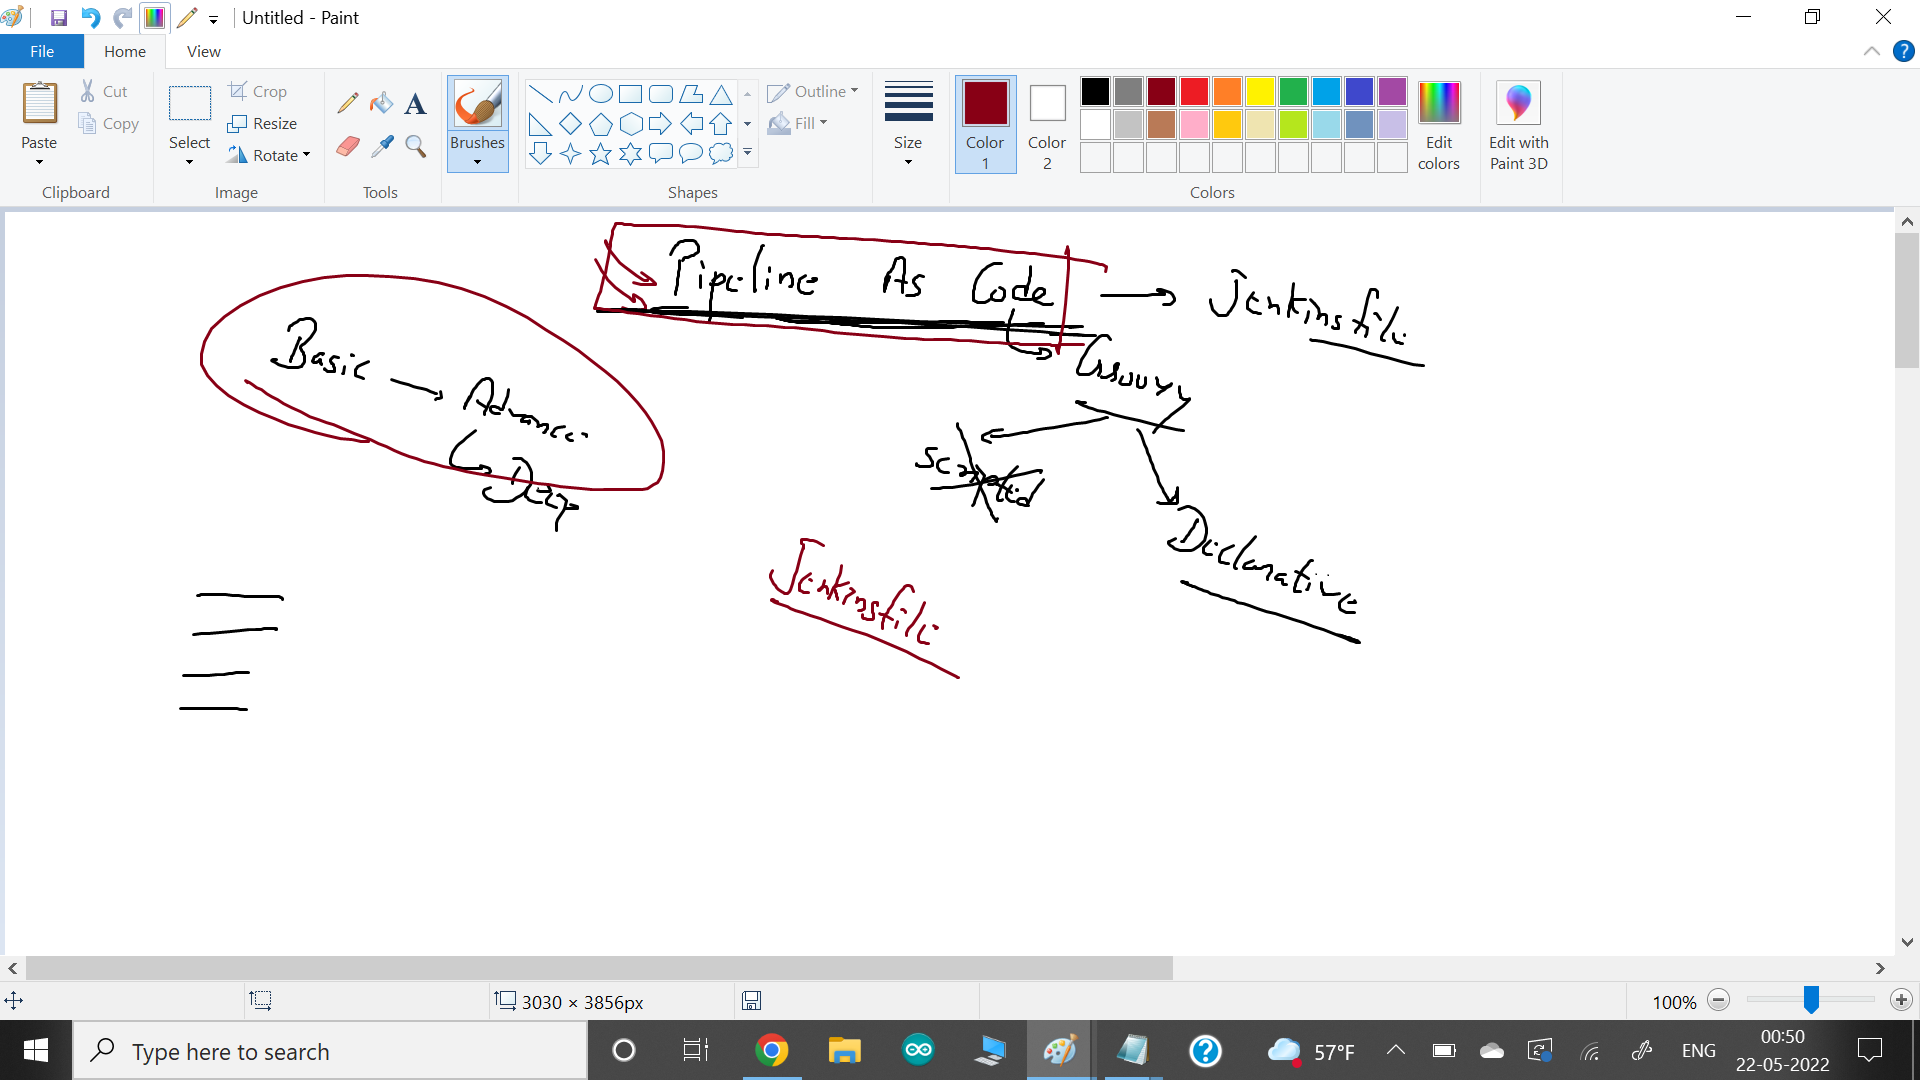 Untitled - Paint
File
Home
View
Paste
Cut
Copy
Clipboard
Select
Crop
Resize
Rotate
Image
Tools
Brushes
Shapes
Outline
Fill
Size
Color 1
Color 2
Edit colors
Colors
Edit with Paint 3D
Pipeline As Code
Jenkinsfile
Groovy
Basic
Advance
Deep
Scripted
Declarative
Jenkinsfile
3030 × 3856px
100%
Type here to search
57°F
ENG
00:50
22-05-2022